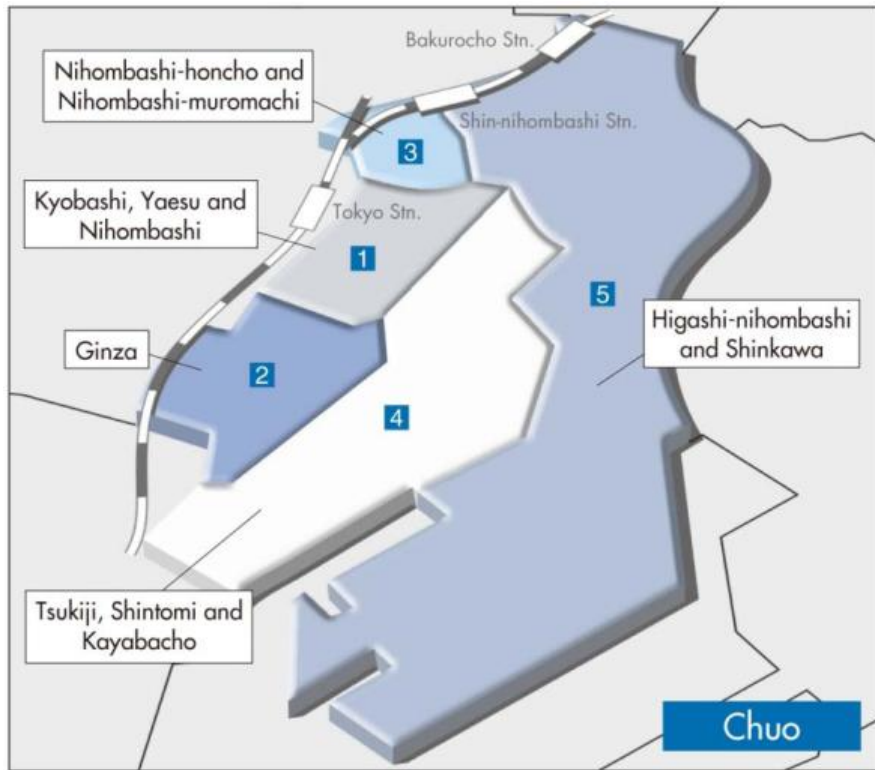 Bakurocho Stn.
Nihombashi-honcho and
Nihombashi-muromachi
Shin-nihombashi Stn.
3
Kyobashi, Yaesu and
Nihombashi
Tokyo Stn.
1
5
Higashi-nihombashi
and Shinkawa
Ginza
2
4
Tsukiji, Shintomi and
Kayabacho
Chuo